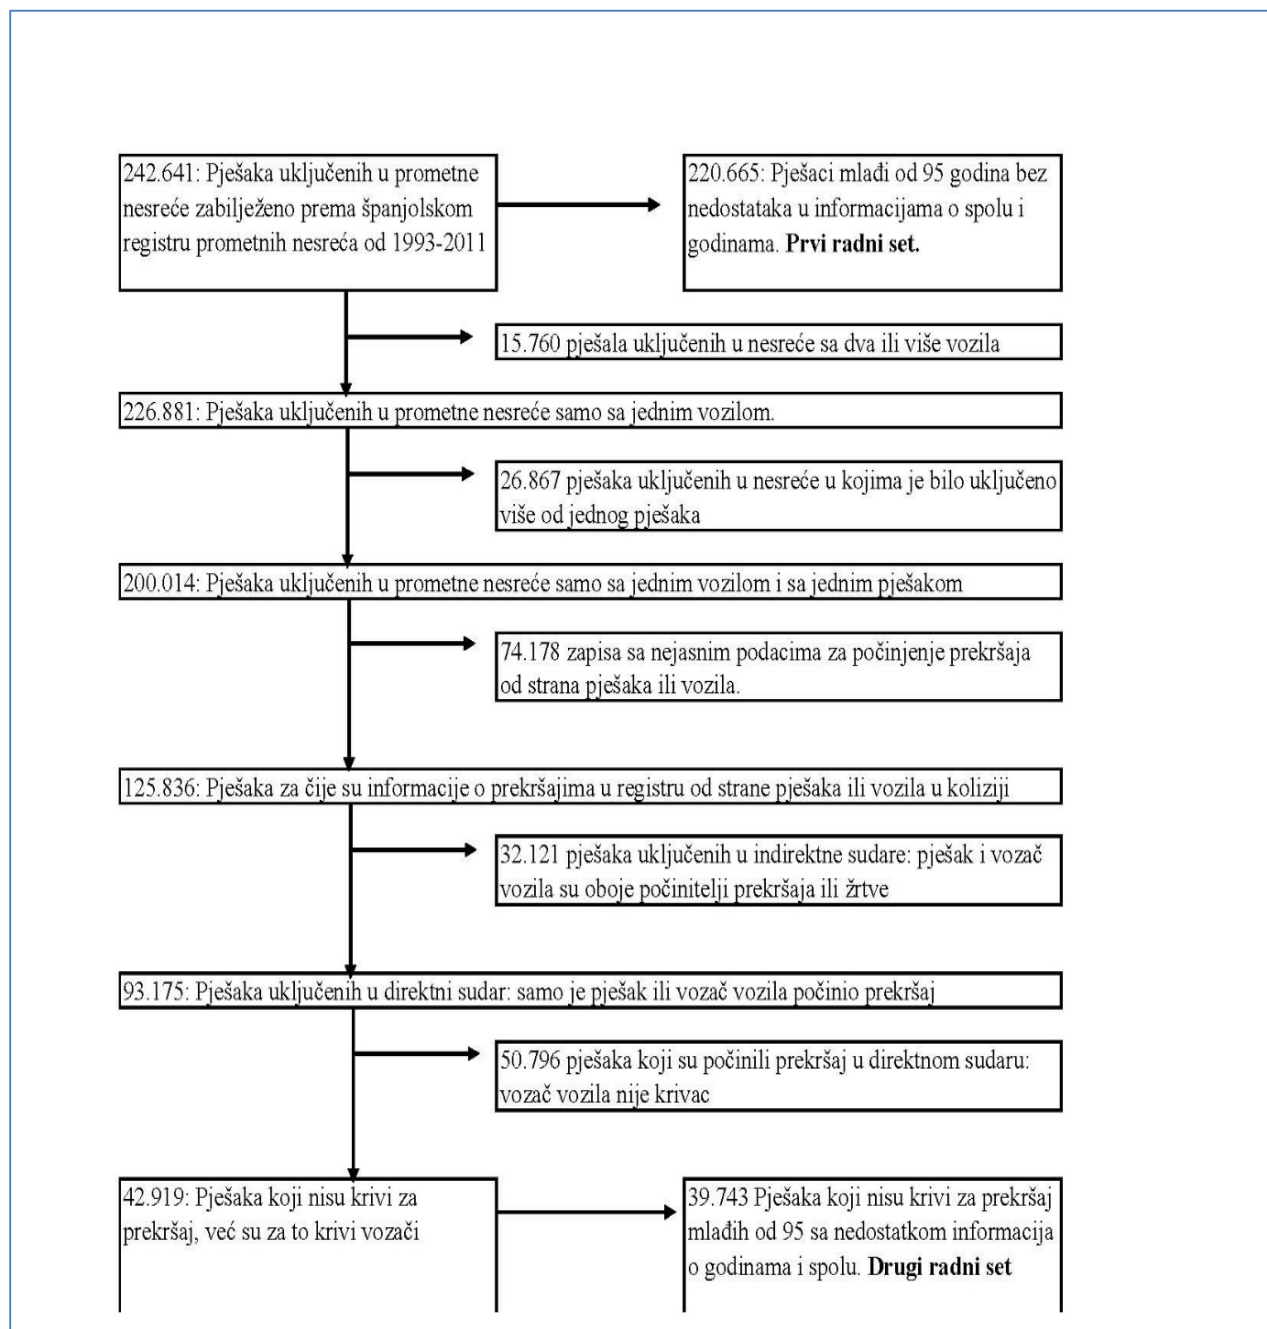 242.641: Pješaka uključenih u prometne
nesreće zabilježeno prema španjolskom
registru prometnih nesreća od 1993-2011
220.665: Pješaci mlađi od 95 godina bez
nedostataka u informacijama o spolu i
godinama. Prvi radni set.
15.760 pješala uključenih u nesreće sa dva ili više vozila
226.881: Pješaka uključenih u prometne nesreće samo sa jednim vozilom.
26.867 pješaka uključenih u nesreće u kojima je bilo uključeno
više od jednog pješaka
200.014: Pješaka uključenih u prometne nesreće samo sa jednim vozilom i sa jednim pješakom
74.178 zapisa sa nejasnim podacima za počinjenje prekršaja
od strana pješaka ili vozila.
125.836: Pješaka za čije su informacije o prekršajima u registru od strane pješaka ili vozila u koliziji
32.121 pješaka uključenih u indirektne sudare: pješak i vozač
vozila su oboje počinitelji prekršaja ili žrtve
93.175: Pješaka uključenih u direktni sudar: samo je pješak ili vozač vozila počinio prekršaj
50.796 pješaka koji su počinili prekršaj u direktnom sudaru:
vozač vozila nije krivac
42.919: Pješaka koji nisu krivi za
prekršaj, već su za to krivi vozači
39.743 Pješaka koji nisu krivi za prekršaj
mlađih od 95 sa nedostatkom informacija
o godinama i spolu. Drugi radni set